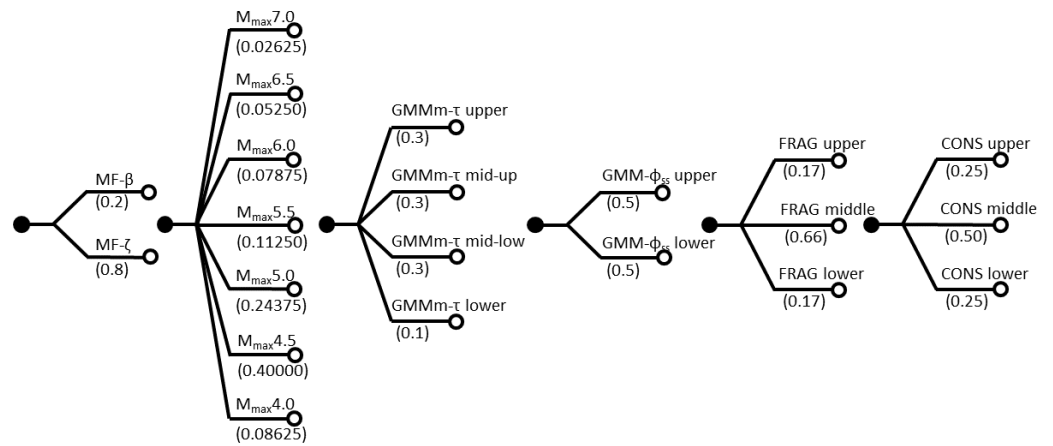 MF-β
(0.2)
MF-ζ
(0.8)
Mmax7.0
(0.02625)
Mmax6.5
(0.05250)
Mmax6.0
(0.07875)
Mmax5.5
(0.11250)
Mmax5.0
(0.24375)
Mmax4.5
(0.40000)
Mmax4.0
(0.08625)
GMMm-τ upper
(0.3)
GMMm-τ mid-up
(0.3)
GMMm-τ mid-low
(0.3)
GMMm-τ lower
(0.1)
GMM-ϕss upper
(0.5)
GMM-ϕss lower
(0.5)
FRAG upper
(0.17)
FRAG middle
(0.66)
FRAG lower
(0.17)
CONS upper
(0.25)
CONS middle
(0.50)
CONS lower
(0.25)